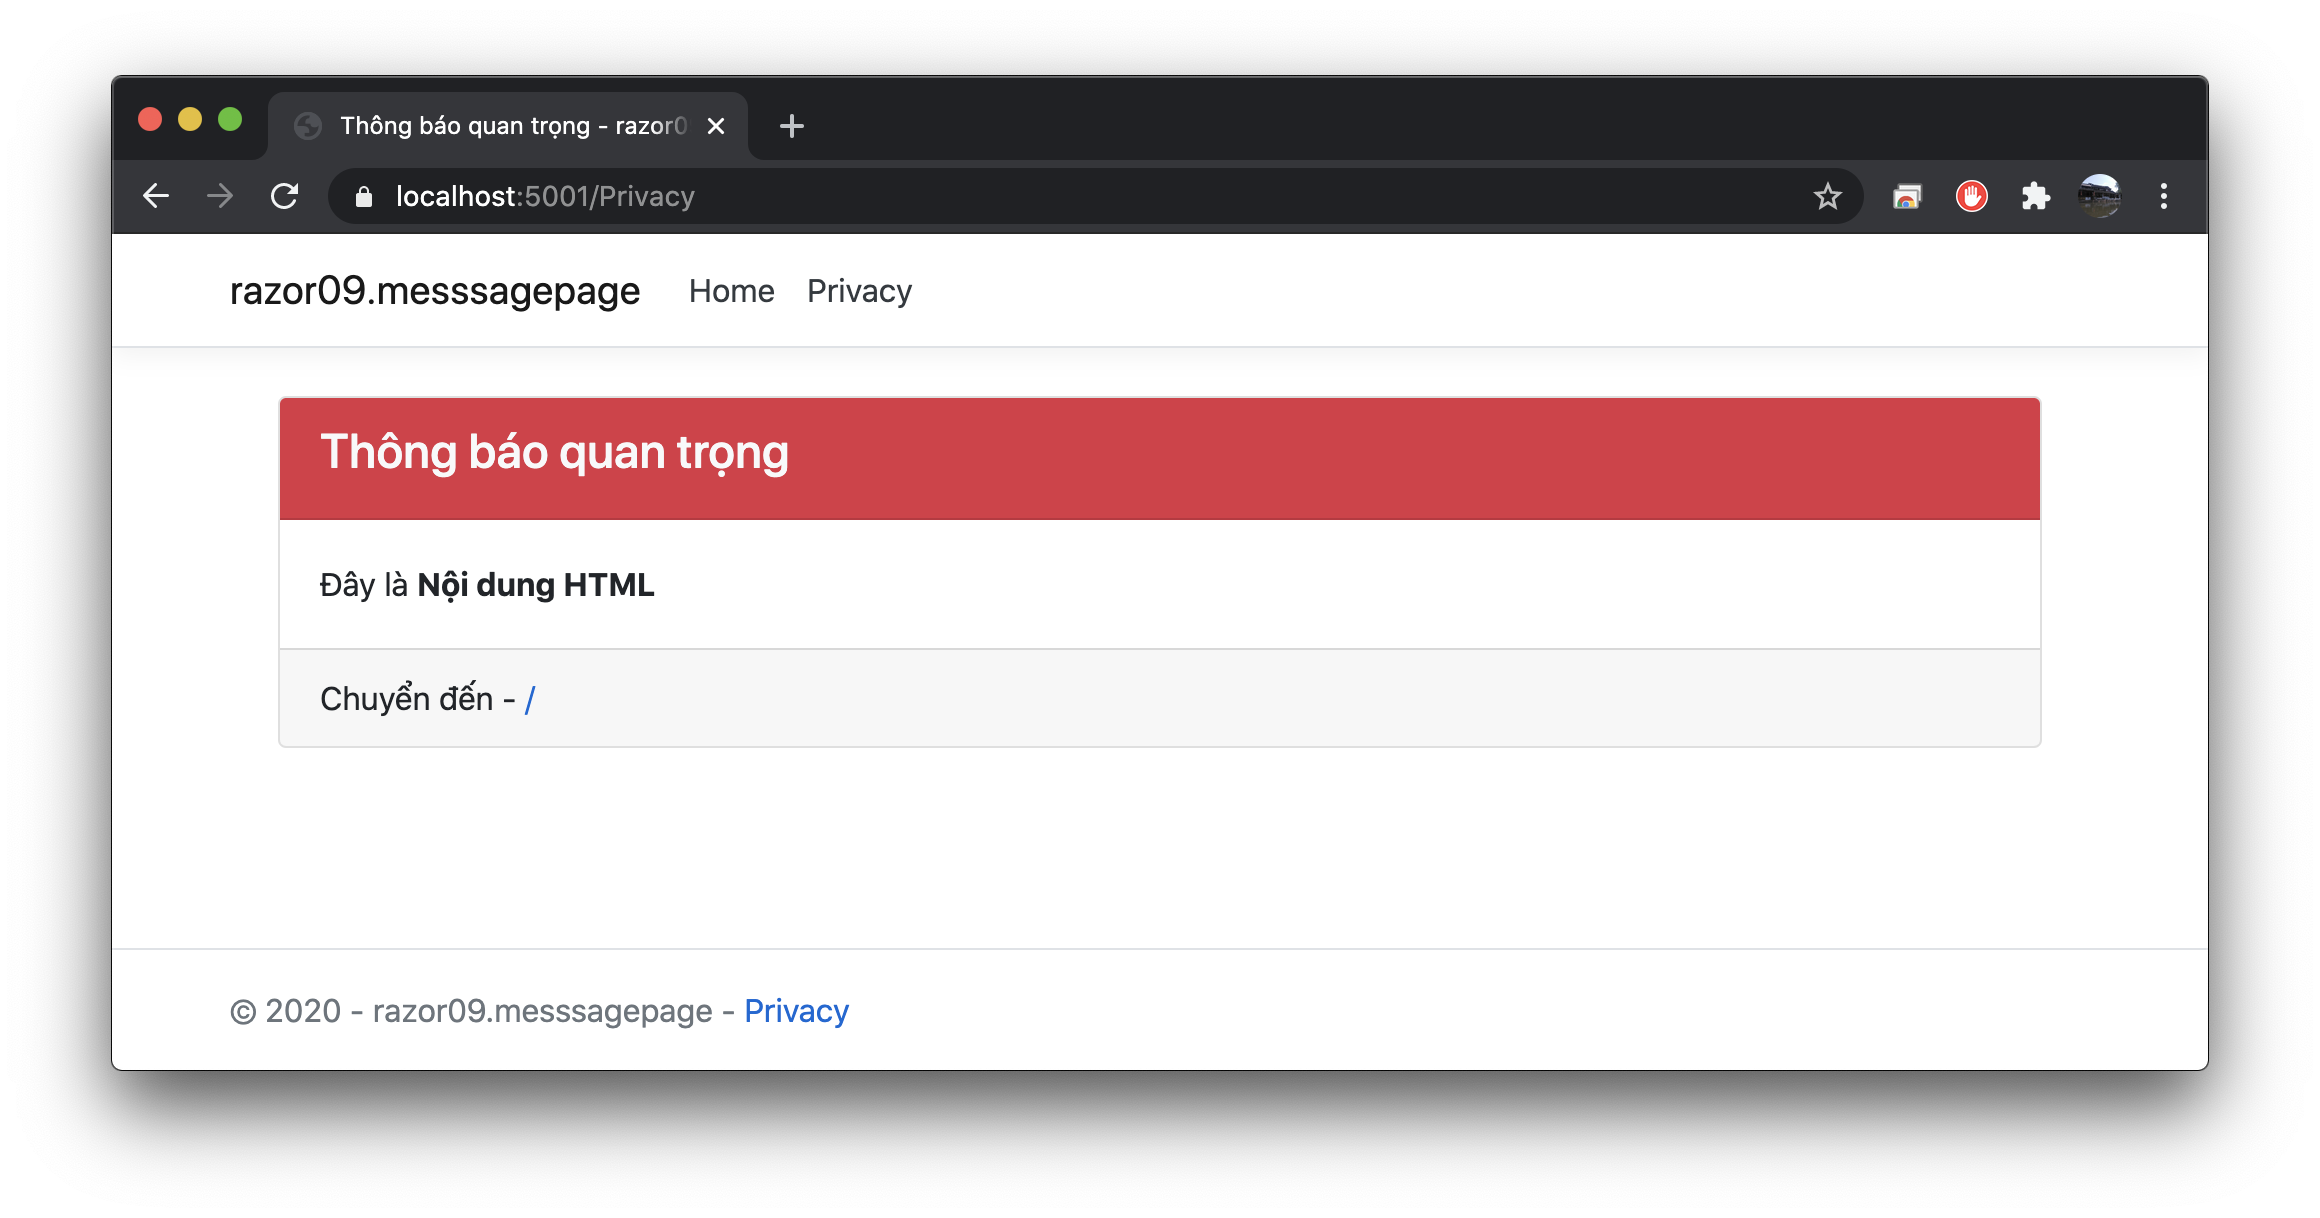 Thông báo quan trọng - razor0
localhost:5001/Privacy
razor09.messsagepage Home Privacy
Thông báo quan trọng
Đây là Nội dung HTML
Chuyển đến - /
© 2020 - razor09.messsagepage - Privacy